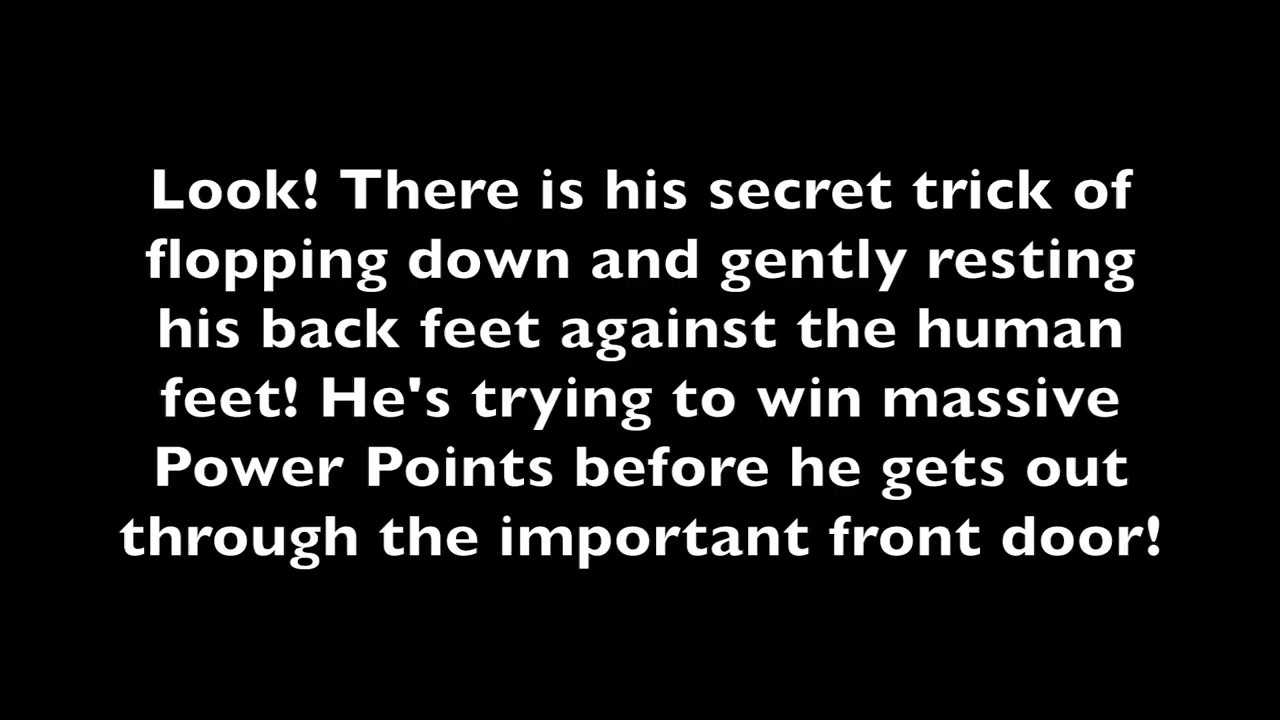 Look! There is his secret trick of
flopping down and gently resting
his back feet against the human
feet! He's trying to win massive
Power Points before he gets out
through the important front door!